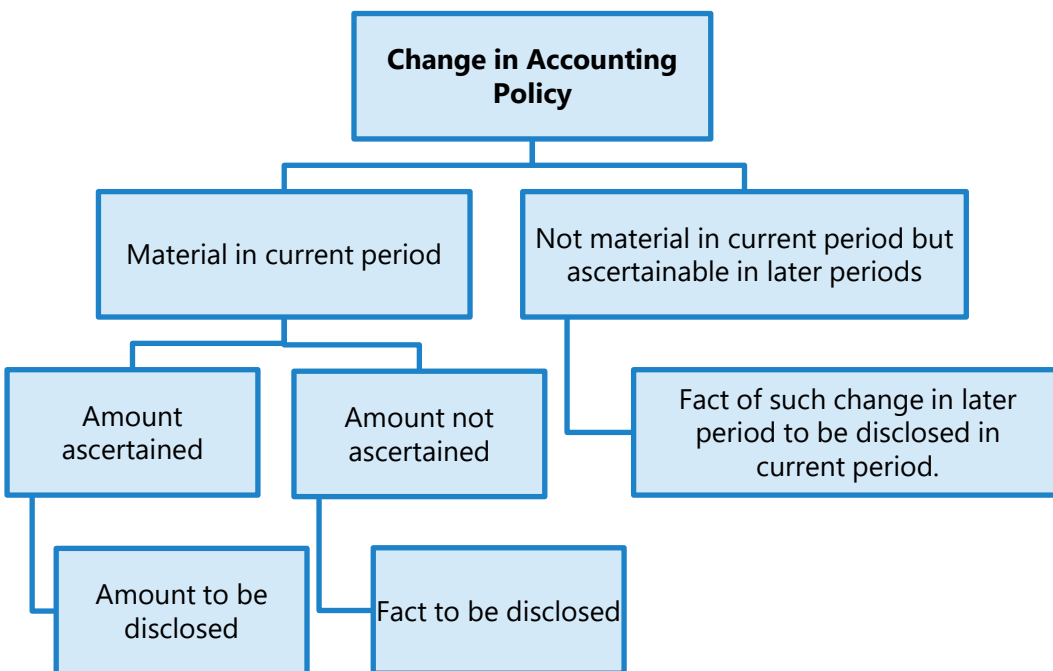 Change in Accounting
Policy
Material in current period
Not material in current period but
ascertainable in later periods
Amount
ascertained
Amount not
ascertained
Fact of such change in later
period to be disclosed in
current period.
Amount to be
disclosed
Fact to be disclosed